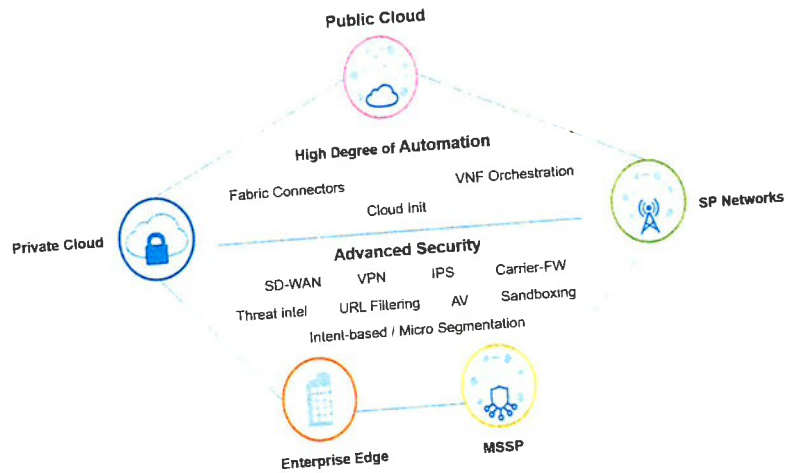 Public Cloud
High Degree of Automation
Fabric Connectors
VNF Orchestration
Cloud Init
SP Networks
Private Cloud
Advanced Security
SD-WAN VPN IPS Carrier-FW
Threat intel URL Filtering AV Sandboxing
Intent-based / Micro Segmentation
Enterprise Edge
MSSP